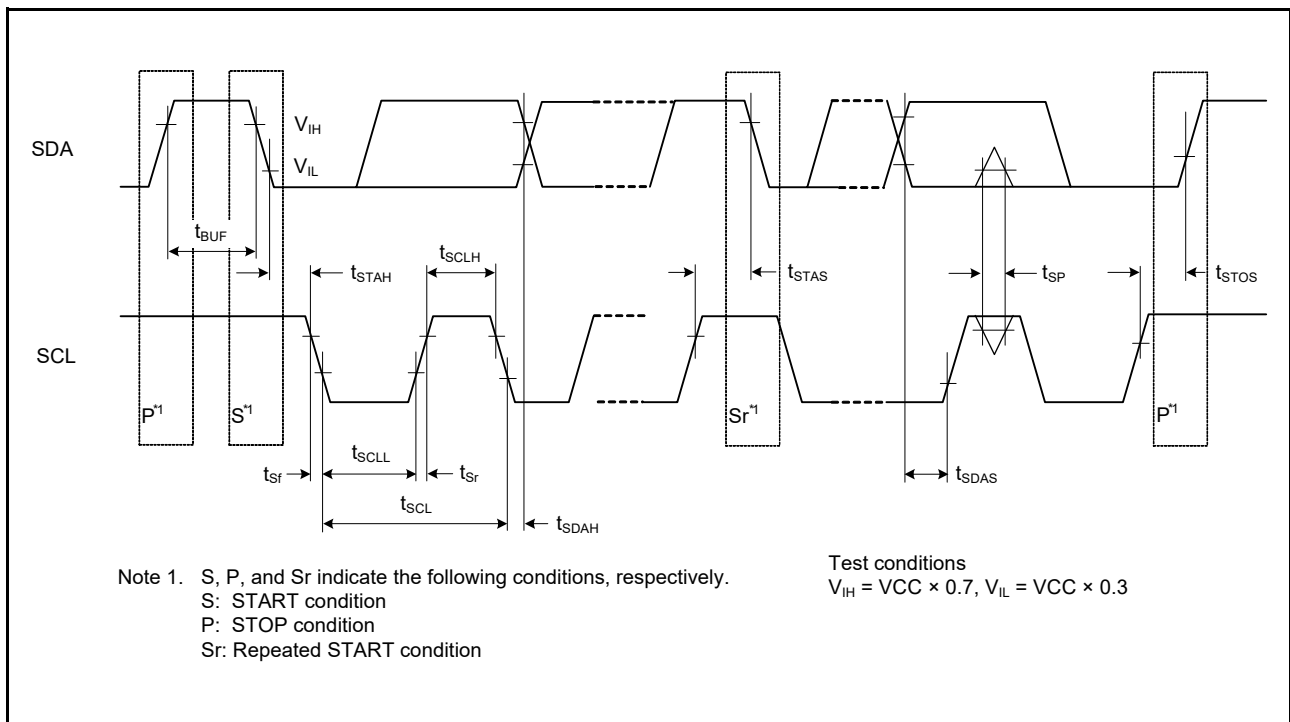 SDA
V_IH
V_IL
t_BUF
t_STAH
t_SCLH
t_STAS
t_SP
t_STOS
SCL
P*1
S*1
Sr*1
P*1
t_Sf
t_SCLL
t_Sr
t_SDAS
t_SCL
t_SDAH
Note 1. S, P, and Sr indicate the following conditions, respectively.
S: START condition
P: STOP condition
Sr: Repeated START condition
Test conditions
V_IH = VCC × 0.7, V_IL = VCC × 0.3